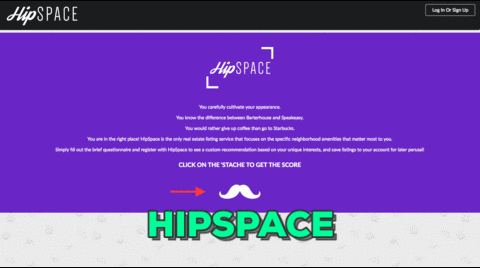 HipSPACE
Log In Or Sign Up
HipSPACE
You carefully cultivate your appearance.
You know the difference between Barterhouse and Speakeasy.
You would rather give up coffee than go to Starbucks.
You are in the right place! HipSpace is the only real estate listing service that focuses on the specific neighborhood amenities that matter most to you.
Simply fill out the brief questionnaire and register with HipSpace to see a custom recommendation based on your unique interests, and save listings to your account for later perusal!
CLICK ON THE 'STACHE TO GET THE SCORE
HIPSPACE